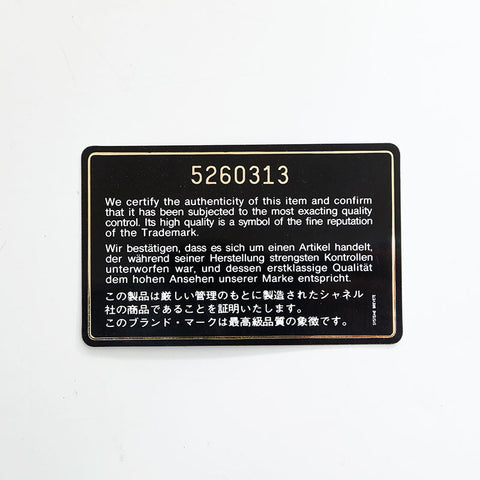 5260313
We certify the authenticity of this item and confirm
that it has been subjected to the most exacting quality
control. Its high quality is a symbol of the fine reputation
of the Trademark.
Wir bestätigen, dass es sich um einen Artikel handelt,
der während seiner Herstellung strengsten Kontrollen
unterworfen war, und dessen erstklassige Qualität
dem hohen Ansehen unserer Marke entspricht.
この製品は厳しい管理のもとに製造されたシャネル
社の商品であることを証明いたします。
このブランド・マークは最高級品質の象徴です。